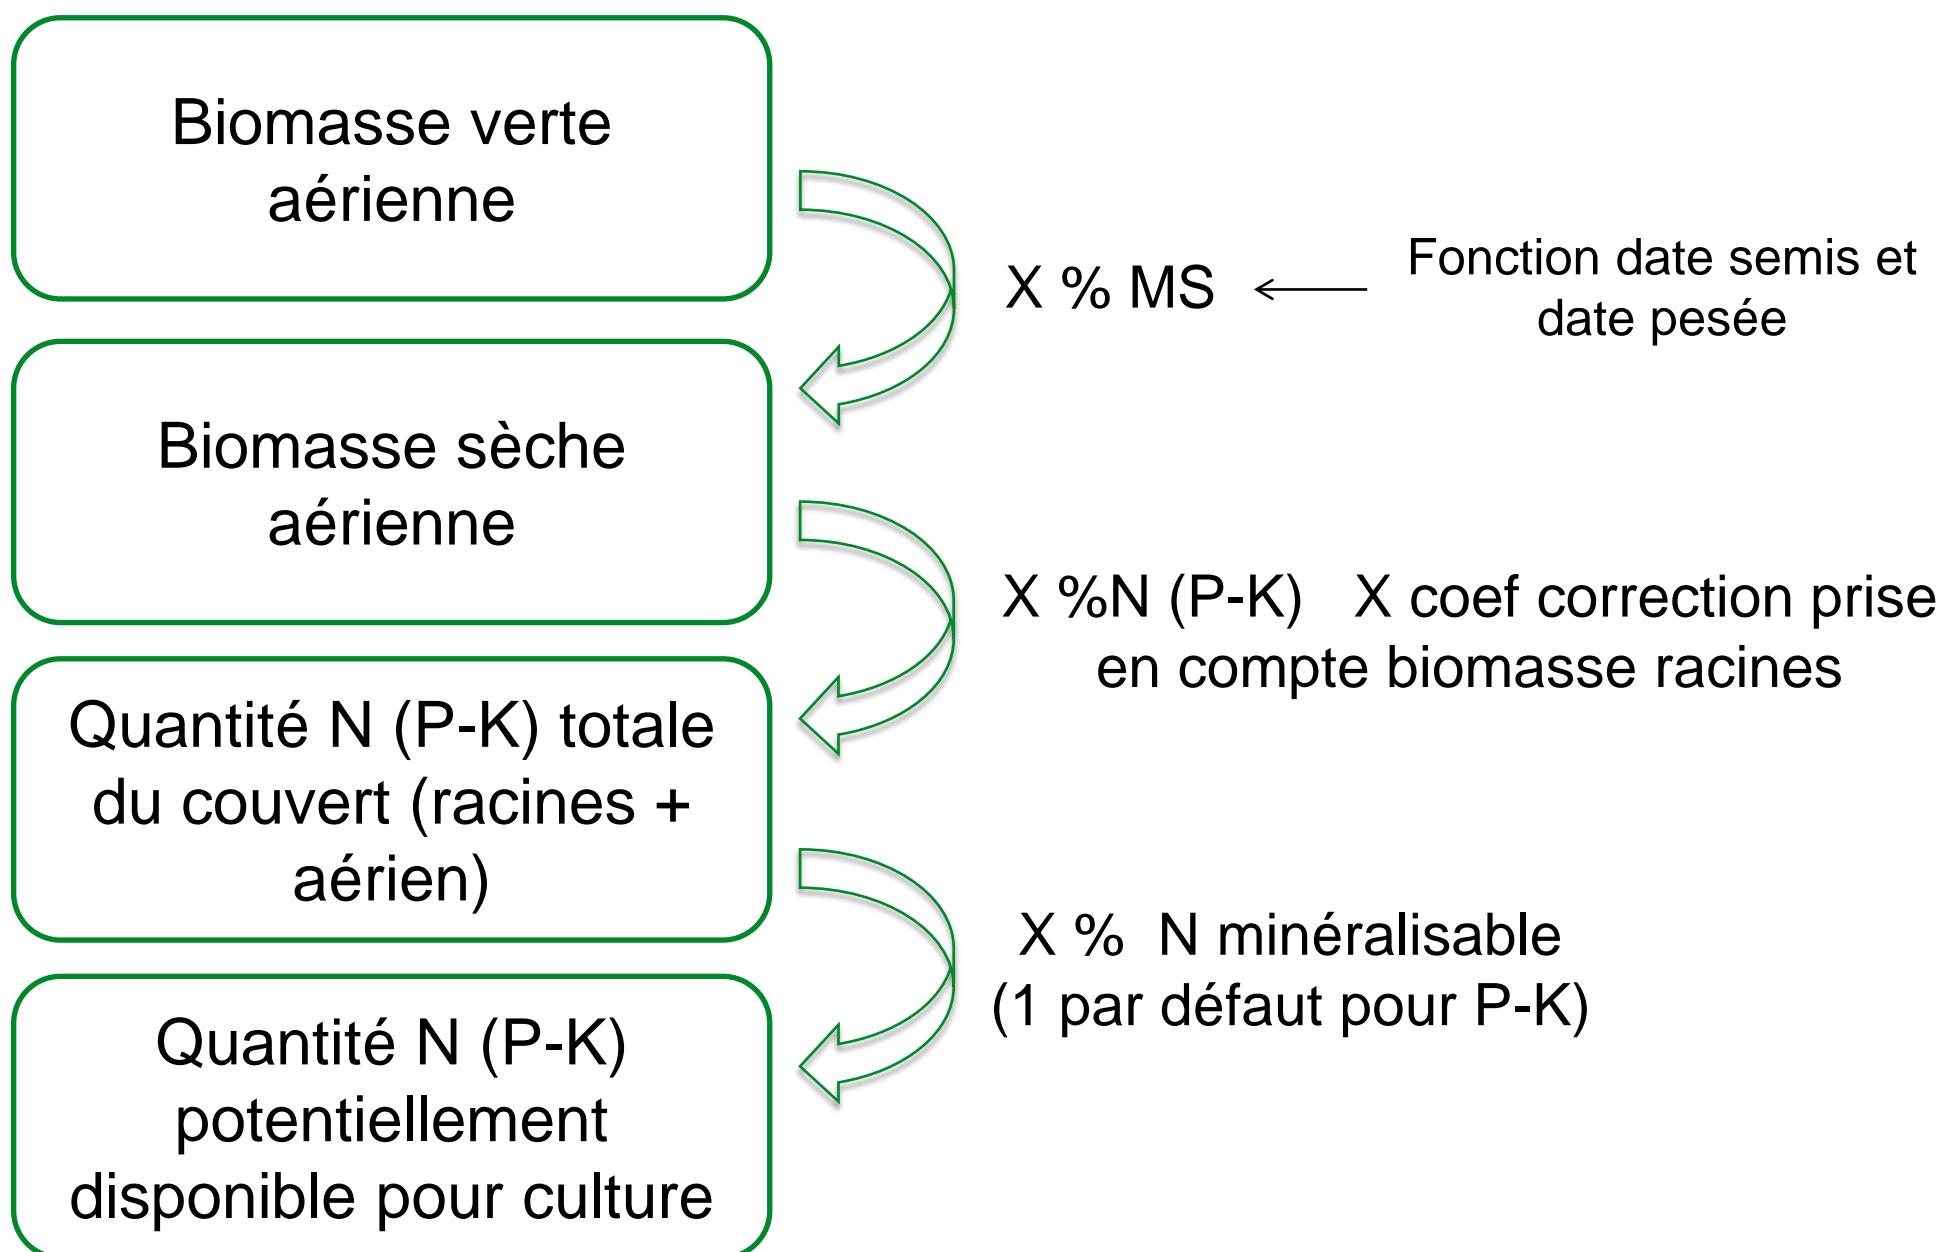 Biomasse verte
aérienne
X % MS
Fonction date semis et
date pesée
Biomasse sèche
aérienne
X %N (P-K) X coef correction prise
en compte biomasse racines
Quantité N (P-K) totale
du couvert (racines +
aérien)
X % N minéralisable
(1 par défaut pour P-K)
Quantité N (P-K)
potentiellement
disponible pour culture